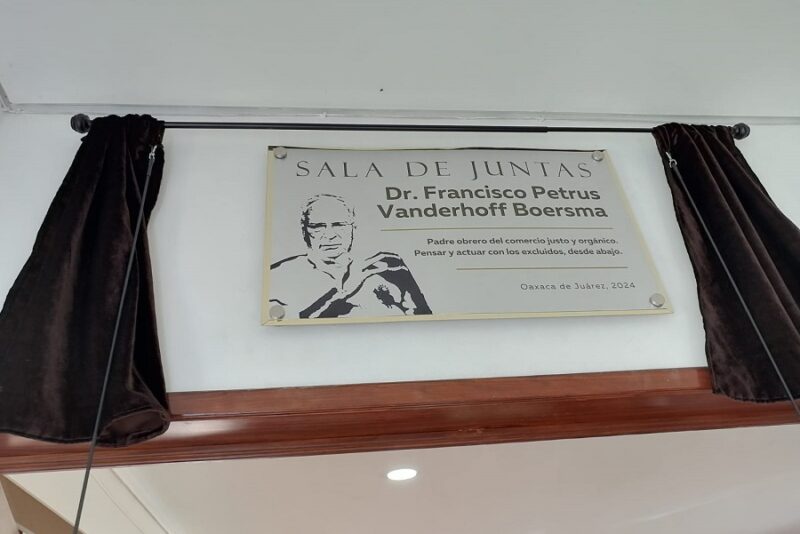 SALA DE JUNTAS
Dr. Francisco Petrus
Vanderhoff Boersma
Padre obrero del comercio justo y orgánico.
Pensar y actuar con los excluidos, desde abajo.
Oaxaca de Juárez, 2024